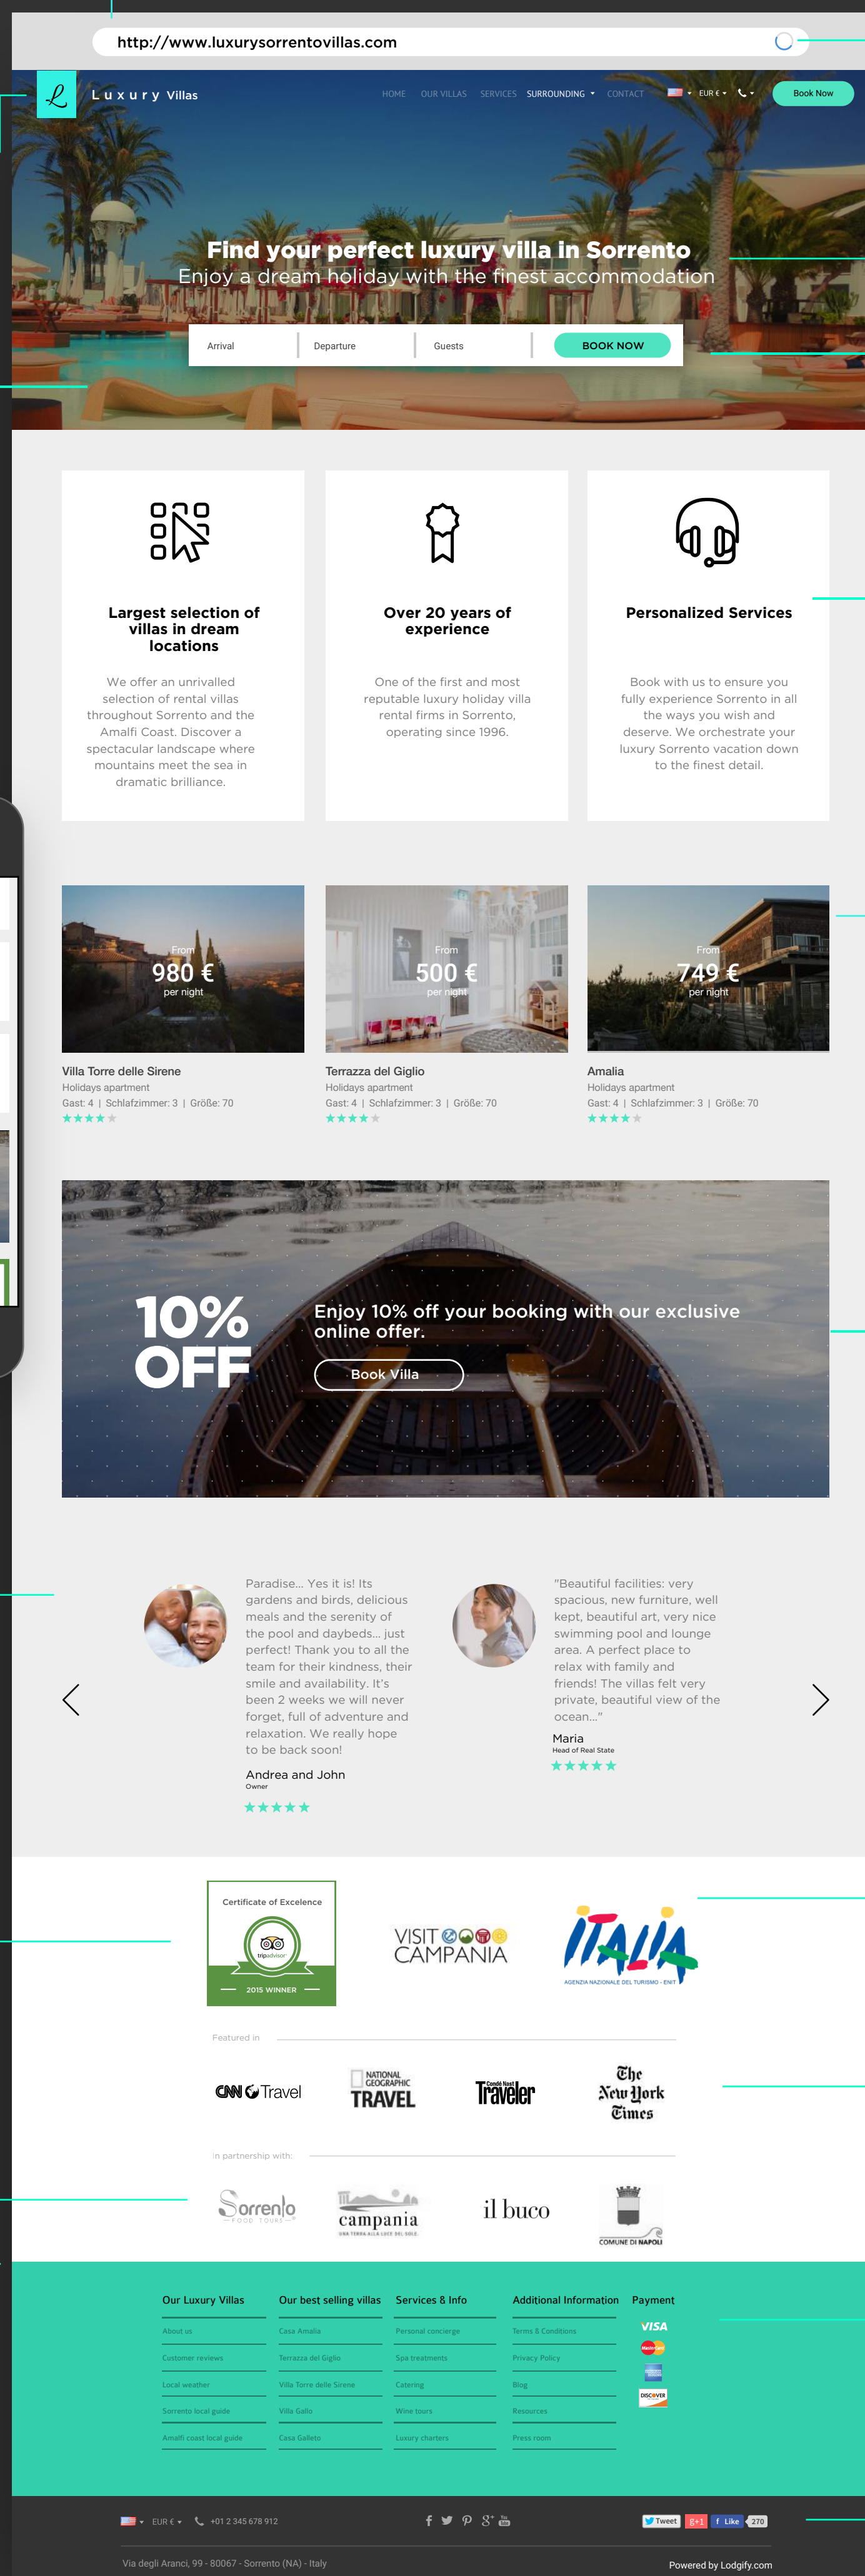 http://www.luxurysorrentovillas.com
L
Luxury Villas
HOME OUR VILLAS SERVICES SURROUNDING CONTACT EUR € Book Now
Find your perfect luxury villa in Sorrento
Enjoy a dream holiday with the finest accommodation
Arrival Departure Guests BOOK NOW
Largest selection of
villas in dream
locations
We offer an unrivalled
selection of rental villas
throughout Sorrento and the
Amalfi Coast. Discover a
spectacular landscape where
mountains meet the sea in
dramatic brilliance.
Over 20 years of
experience
One of the first and most
reputable luxury holiday villa
rental firms in Sorrento,
operating since 1996.
Personalized Services
Book with us to ensure you
fully experience Sorrento in all
the ways you wish and
deserve. We orchestrate your
luxury Sorrento vacation down
to the finest detail.
From
980 €
per night
Villa Torre delle Sirene
Holidays apartment
Gast: 4 | Schlafzimmer: 3 | Größe: 70
From
500 €
per night
Terrazza del Giglio
Holidays apartment
Gast: 4 | Schlafzimmer: 3 | Größe: 70
From
749 €
per night
Amalia
Holidays apartment
Gast: 4 | Schlafzimmer: 3 | Größe: 70
10%
OFF
Enjoy 10% off your booking with our exclusive
online offer.
Book Villa
Paradise... Yes it is! Its
gardens and birds, delicious
meals and the serenity of
the pool and daybeds... just
perfect! Thank you to all the
team for their kindness, their
smile and availability. It's
been 2 weeks we will never
forget, full of adventure and
relaxation. We really hope
to be back soon!
Andrea and John
Owner
"Beautiful facilities: very
spacious, new furniture, well
kept, beautiful art, very nice
swimming pool and lounge
area. A perfect place to
relax with family and
friends! The villas felt very
private, beautiful view of the
ocean..."
Maria
Head of Real State
Certificate of Excelence
tripadvisor
2015 WINNER
VISIT
CAMPANIA
ITALIA
AGENZIA NAZIONALE DEL TURISMO - ENIT
Featured in
CNN Travel
NATIONAL
GEOGRAPHIC
TRAVEL
Condé Nast
Traveler
The
New York
Times
In partnership with:
Sorrento
FOOD TOURS
campania
UNA TERRA ALLA LUCE DEL SOLE
il buco
COMUNE DI NAPOLI
Our Luxury Villas
About us
Customer reviews
Local weather
Sorrento local guide
Amalfi coast local guide
Our best selling villas
Casa Amalia
Terrazza del Giglio
Villa Torre delle Sirene
Villa Gallo
Casa Galleto
Services & Info
Personal concierge
Spa treatments
Catering
Wine tours
Luxury charters
Additional Information
Terms & Conditions
Privacy Policy
Blog
Resources
Press room
Payment
VISA
MasterCard
DISCOVER
EUR € +01 2 345 678 912
Tweet g+1 f Like 270
Via degli Aranci, 99 - 80067 - Sorrento (NA) - Italy
Powered by Lodgify.com